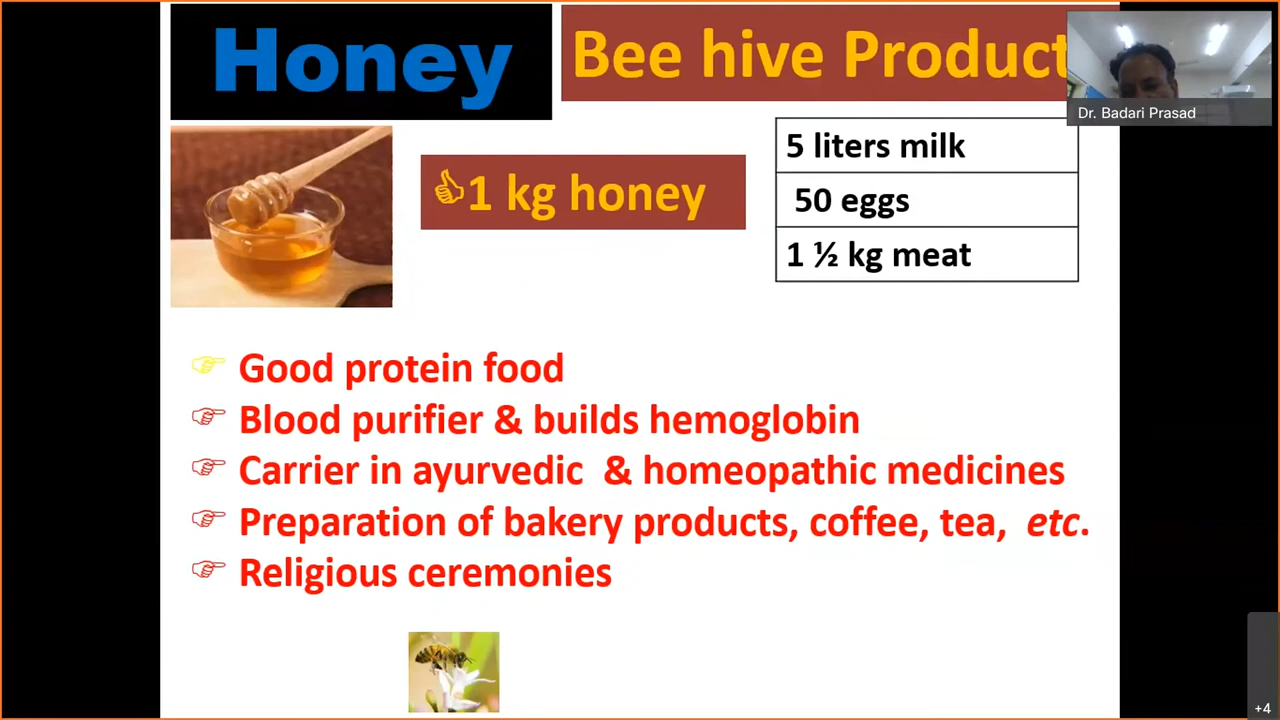 Honey
Bee hive Product
Dr. Badari Prasad
👍1 kg honey
5 liters milk
50 eggs
1 ½ kg meat
☞ Good protein food
☞ Blood purifier & builds hemoglobin
☞ Carrier in ayurvedic & homeopathic medicines
☞ Preparation of bakery products, coffee, tea, etc.
☞ Religious ceremonies
+4